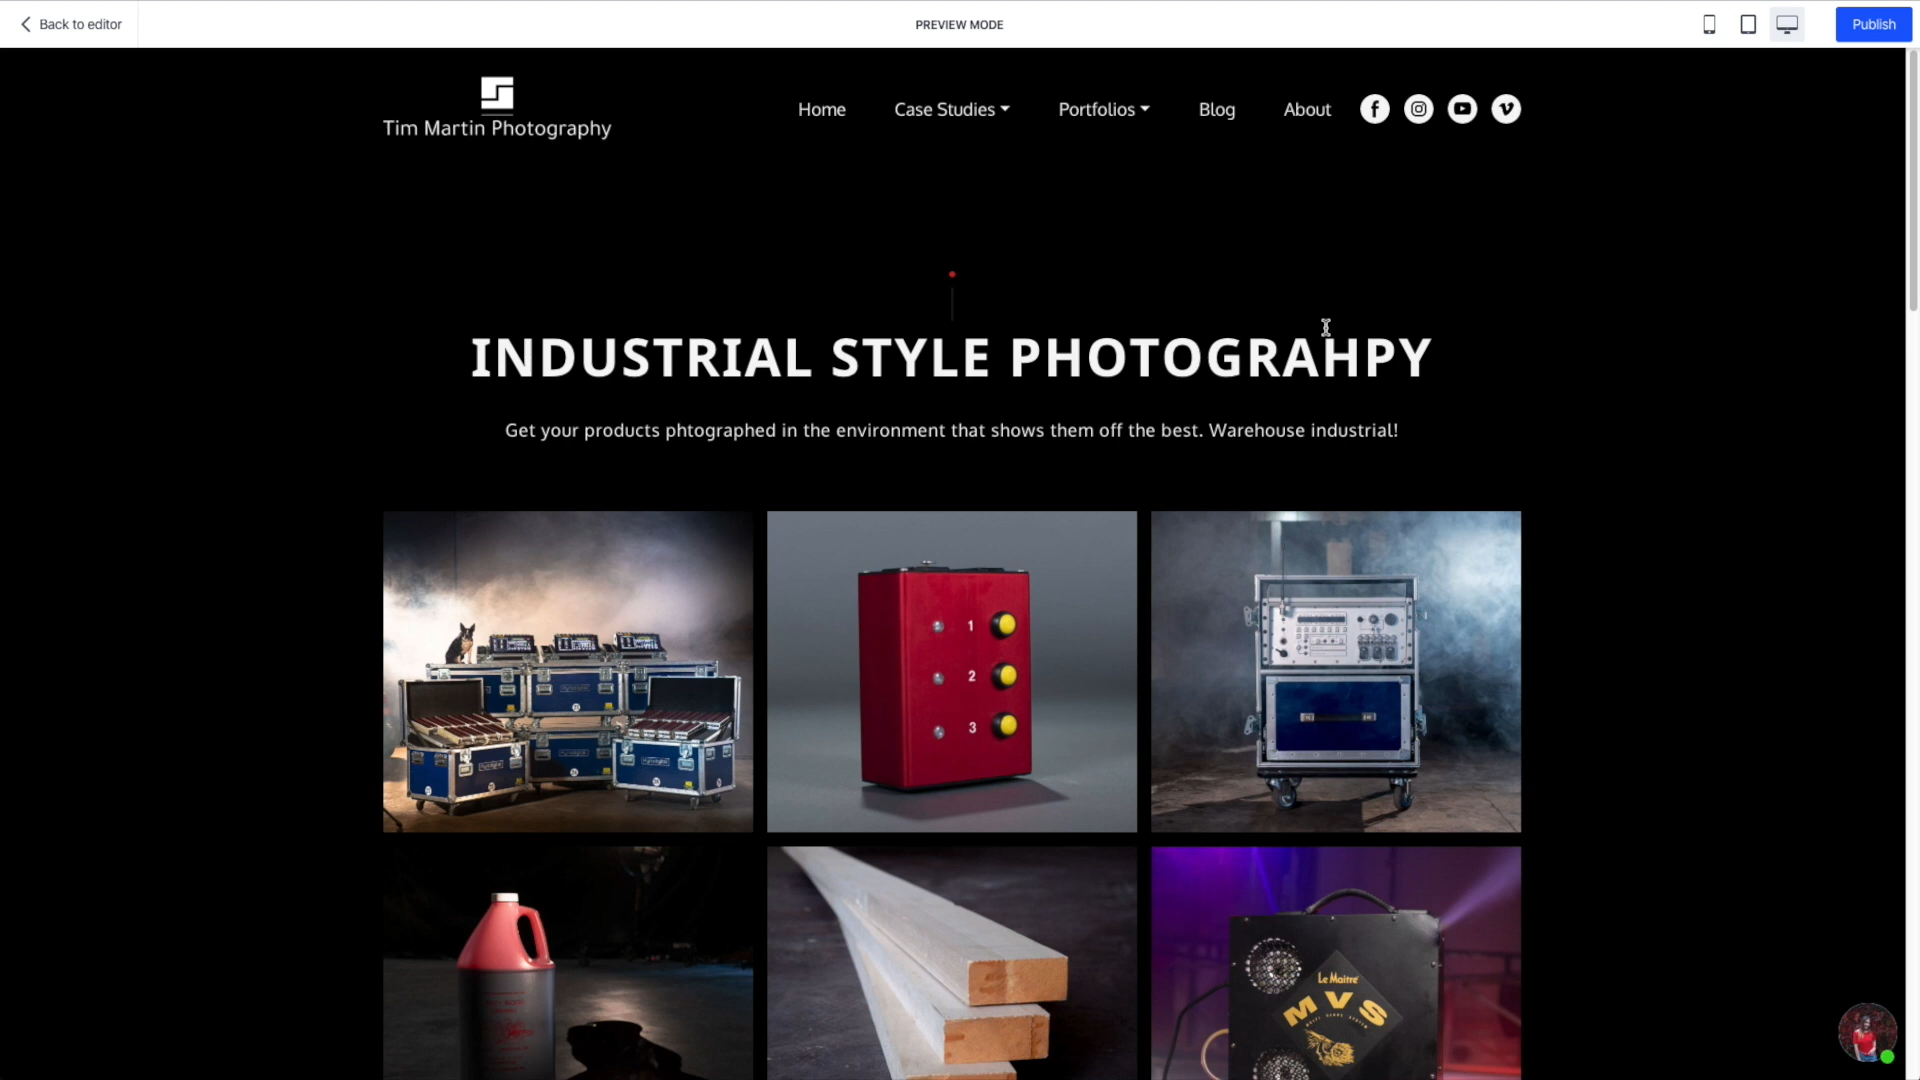 Back to editor
PREVIEW MODE
Publish
Tim Martin Photography
Home
Case Studies
Portfolios
Blog
About
INDUSTRIAL STYLE PHOTOGRAHPY
Get your products phtographed in the environment that shows them off the best. Warehouse industrial!
1
2
3
Le Maitre
MVS